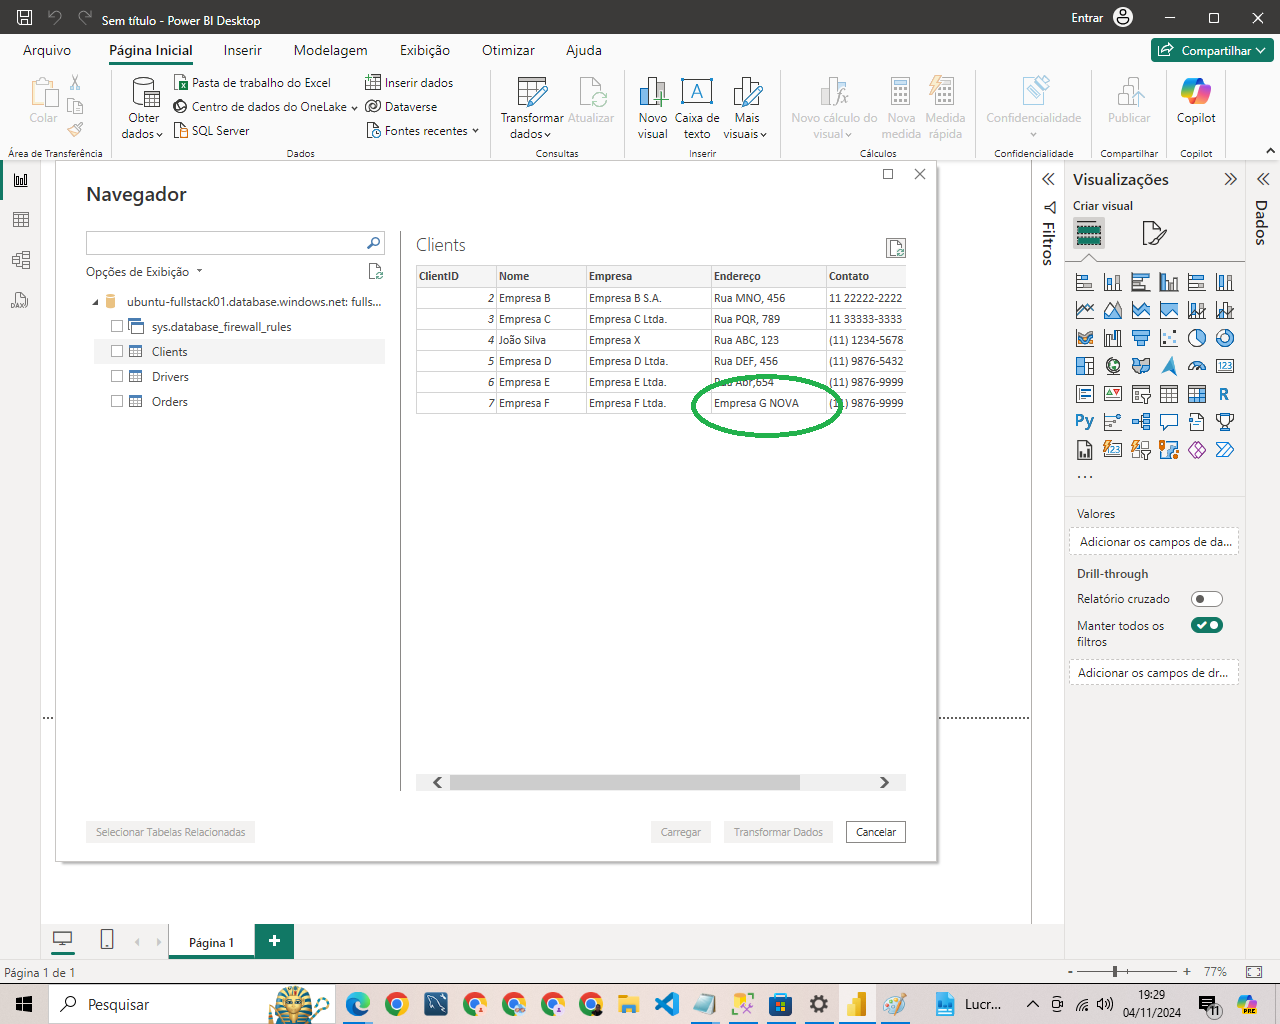 Sem título - Power BI Desktop
Entrar
Arquivo
Página Inicial
Inserir
Modelagem
Exibição
Otimizar
Ajuda
Compartilhar
Colar
Área de Transferência
Obter dados
Pasta de trabalho do Excel
Centro de dados do OneLake
SQL Server
Inserir dados
Dataverse
Fontes recentes
Dados
Transformar dados
Atualizar
Consultas
Novo visual
Caixa de texto
Mais visuais
Inserir
Novo cálculo do visual
Nova medida
Medida rápida
Cálculos
Confidencialidade
Confidencialidade
Publicar
Compartilhar
Copilot
Copilot
DAX
Navegador
Opções de Exibição
ubuntu-fullstack01.database.windows.net: fulls...
sys.database_firewall_rules
Clients
Drivers
Orders
Clients
ClientID Nome Empresa Endereço Contato
2 Empresa B Empresa B S.A. Rua MNO, 456 11 22222-2222
3 Empresa C Empresa C Ltda. Rua PQR, 789 11 33333-3333
4 João Silva Empresa X Rua ABC, 123 (11) 1234-5678
5 Empresa D Empresa D Ltda. Rua DEF, 456 (11) 9876-5432
6 Empresa E Empresa E Ltda. Rua Abr,654 (11) 9876-9999
7 Empresa F Empresa F Ltda. Empresa G NOVA (11) 9876-9999
Selecionar Tabelas Relacionadas
Carregar
Transformar Dados
Cancelar
Filtros
Visualizações
Criar visual
123
R
Py
123
...
Valores
Adicionar os campos de da...
Drill-through
Relatório cruzado
Manter todos os filtros
Adicionar os campos de dr...
Dados
Página 1
Página 1 de 1
- + 77%
Pesquisar
Lucr...
19:29
04/11/2024
11
PRE